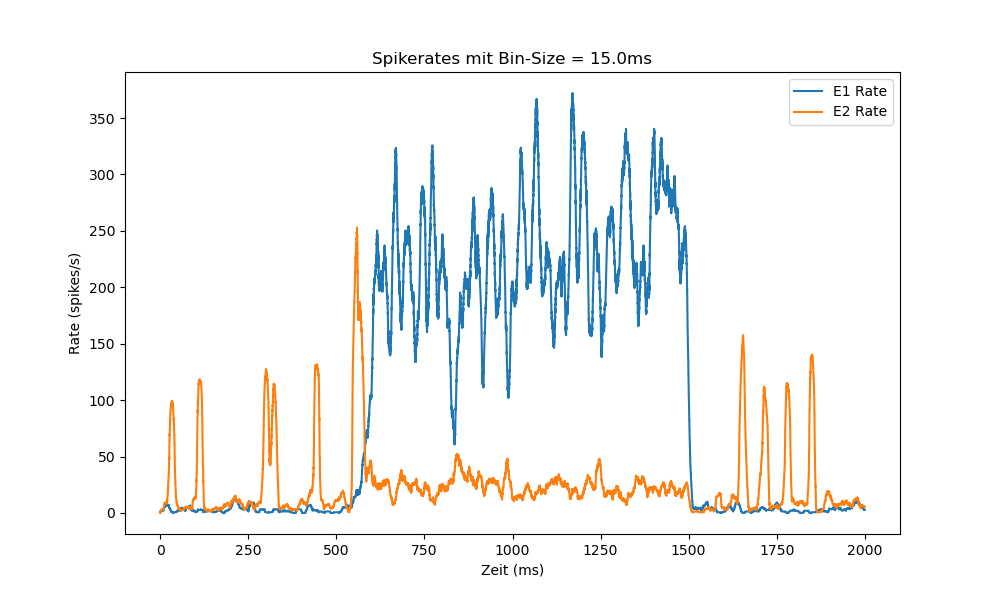 Spikerates mit Bin-Size = 15.0ms
E1 Rate
E2 Rate
350
300
250
200
150
100
50
0
Rate (spikes/s)
0 250 500 750 1000 1250 1500 1750 2000
Zeit (ms)